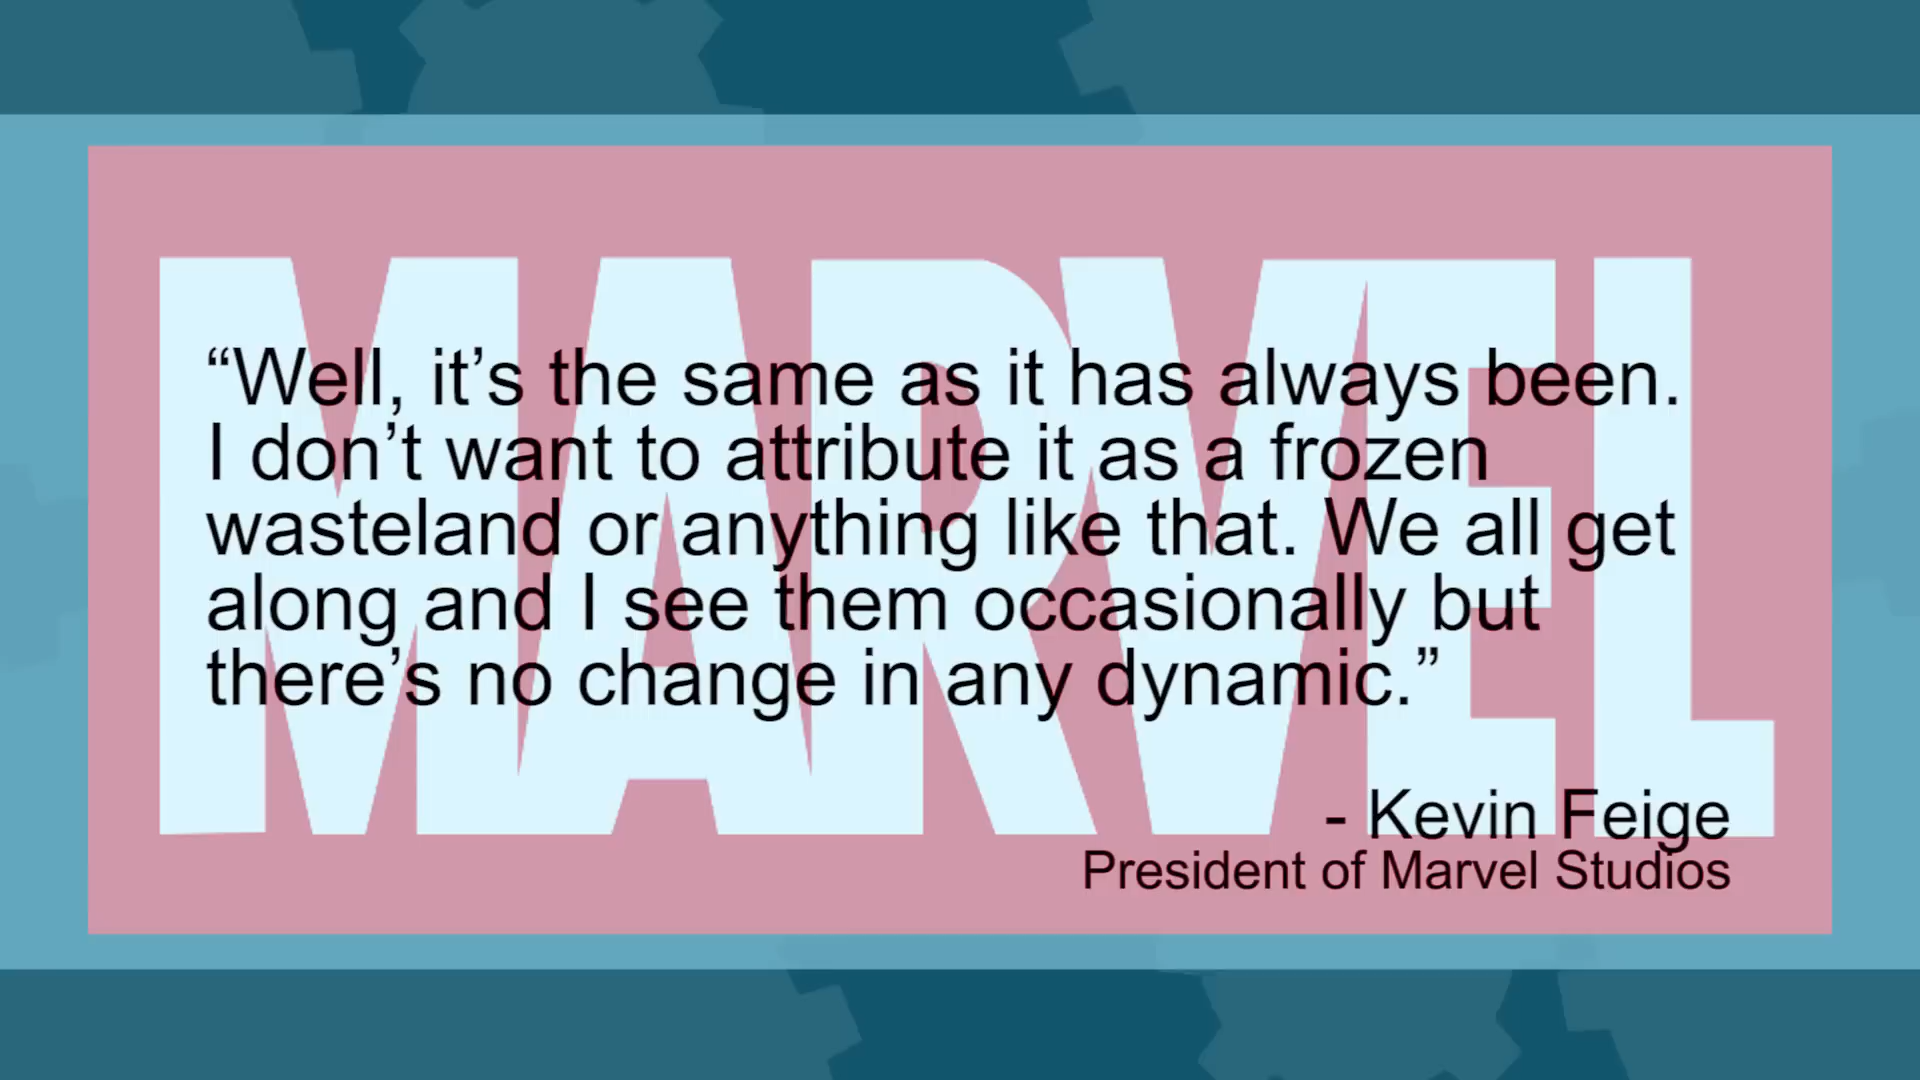 MARVEL
“Well, it’s the same as it has always been.
I don’t want to attribute it as a frozen
wasteland or anything like that. We all get
along and I see them occasionally but
there’s no change in any dynamic.”
- Kevin Feige
President of Marvel Studios